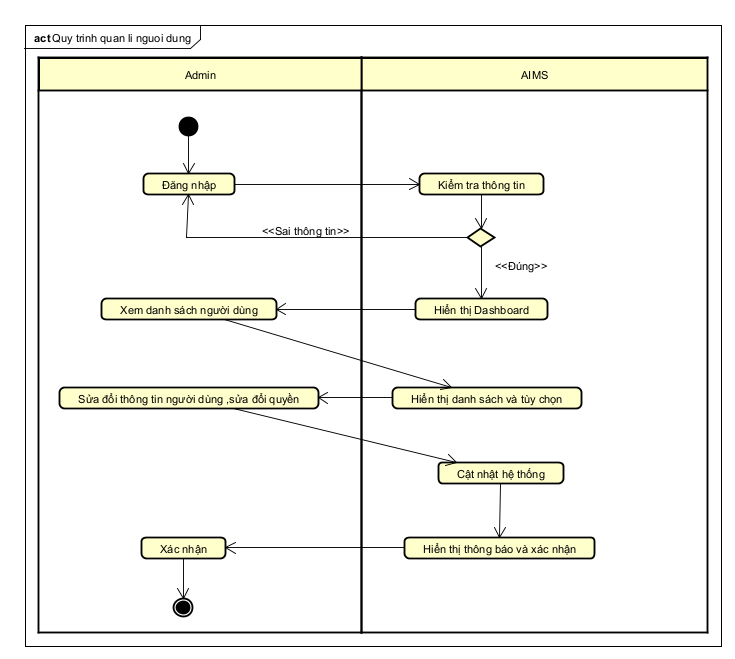 act Quy trinh quan li nguoi dung
Admin
AIMS
Đăng nhập
Kiểm tra thông tin
<<Sai thông tin>>
<<Đúng>>
Xem danh sách người dùng
Hiển thị Dashboard
Sửa đổi thông tin người dùng ,sửa đổi quyền
Hiển thị danh sách và tùy chọn
Cật nhật hệ thống
Xác nhận
Hiển thị thông báo và xác nhận